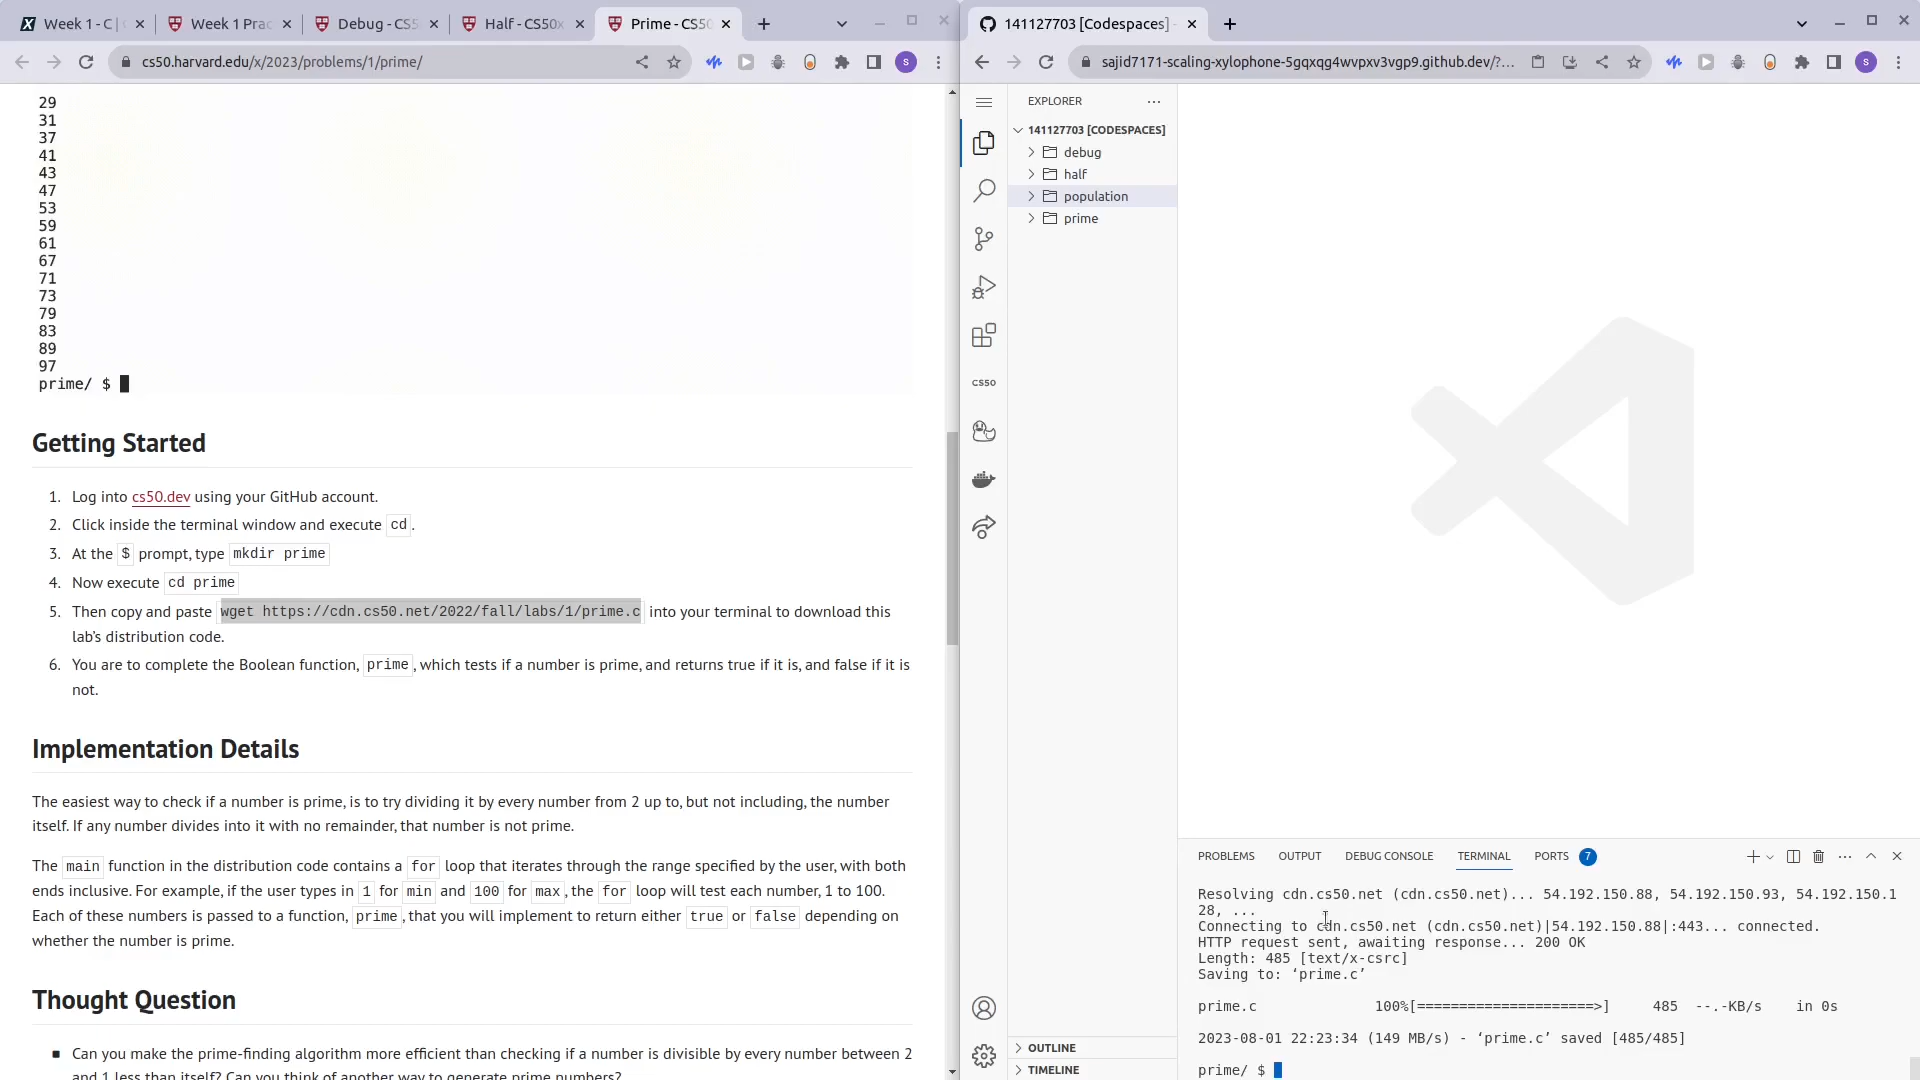 Week 1 - C |
Week 1 Prac
Debug - CS5
Half - CS50x
Prime - CS50
cs50.harvard.edu/x/2023/problems/1/prime/
S
29
31
37
41
43
47
53
59
61
67
71
73
79
83
89
97
prime/ $
Getting Started
1. Log into cs50.dev using your GitHub account.
2. Click inside the terminal window and execute cd.
3. At the $ prompt, type mkdir prime
4. Now execute cd prime
5. Then copy and paste wget https://cdn.cs50.net/2022/fall/labs/1/prime.c into your terminal to download this
lab's distribution code.
6. You are to complete the Boolean function, prime, which tests if a number is prime, and returns true if it is, and false if it is
not.
Implementation Details
The easiest way to check if a number is prime, is to try dividing it by every number from 2 up to, but not including, the number
itself. If any number divides into it with no remainder, that number is not prime.
The main function in the distribution code contains a for loop that iterates through the range specified by the user, with both
ends inclusive. For example, if the user types in 1 for min and 100 for max, the for loop will test each number, 1 to 100.
Each of these numbers is passed to a function, prime, that you will implement to return either true or false depending on
whether the number is prime.
Thought Question
Can you make the prime-finding algorithm more efficient than checking if a number is divisible by every number between 2
and 1 less than itself? Can you think of another way to generate prime numbers?
141127703 [Codespaces] -
sajid7171-scaling-xylophone-5gqxqg4wvpxv3vgp9.github.dev/?...
S
EXPLORER
141127703 [CODESPACES]
debug
half
population
prime
CS50
OUTLINE
TIMELINE
PROBLEMS OUTPUT DEBUG CONSOLE TERMINAL PORTS 7
Resolving cdn.cs50.net (cdn.cs50.net)... 54.192.150.88, 54.192.150.93, 54.192.150.1
28, ...
Connecting to cdn.cs50.net (cdn.cs50.net)|54.192.150.88|:443... connected.
HTTP request sent, awaiting response... 200 OK
Length: 485 [text/x-csrc]
Saving to: ‘prime.c’
prime.c 100%[=====================>] 485 --.-KB/s in 0s
2023-08-01 22:23:34 (149 MB/s) - ‘prime.c’ saved [485/485]
prime/ $